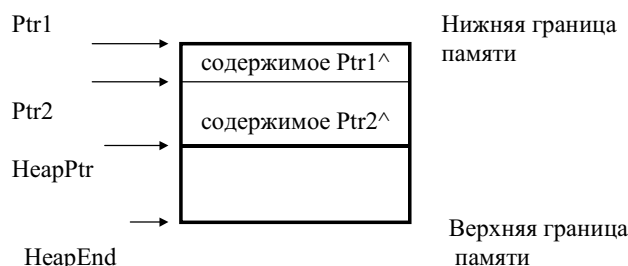 Ptr1
Нижняя граница
памяти
содержимое Ptr1^
Ptr2
содержимое Ptr2^
HeapPtr
Верхняя граница
памяти
HeapEnd